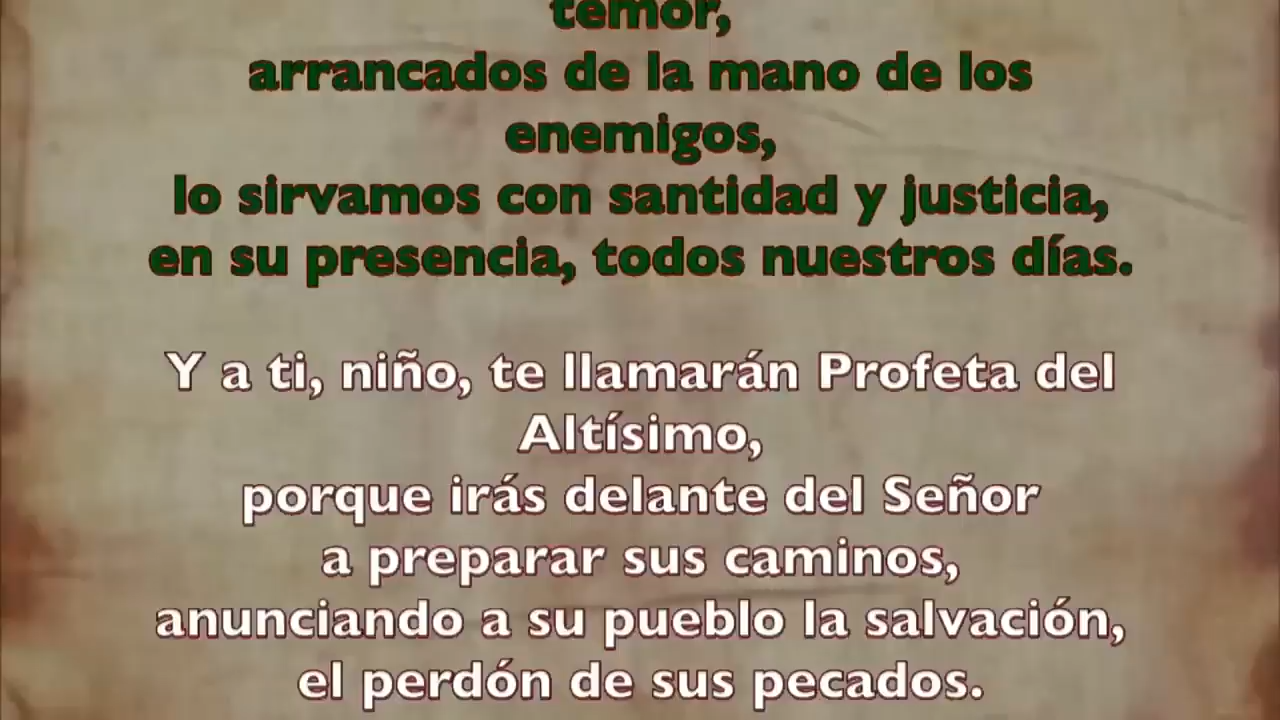 temor,
arrancados de la mano de los
enemigos,
lo sirvamos con santidad y justicia,
en su presencia, todos nuestros días.
Y a ti, niño, te llamarán Profeta del
Altísimo,
porque irás delante del Señor
a preparar sus caminos,
anunciando a su pueblo la salvación,
el perdón de sus pecados.